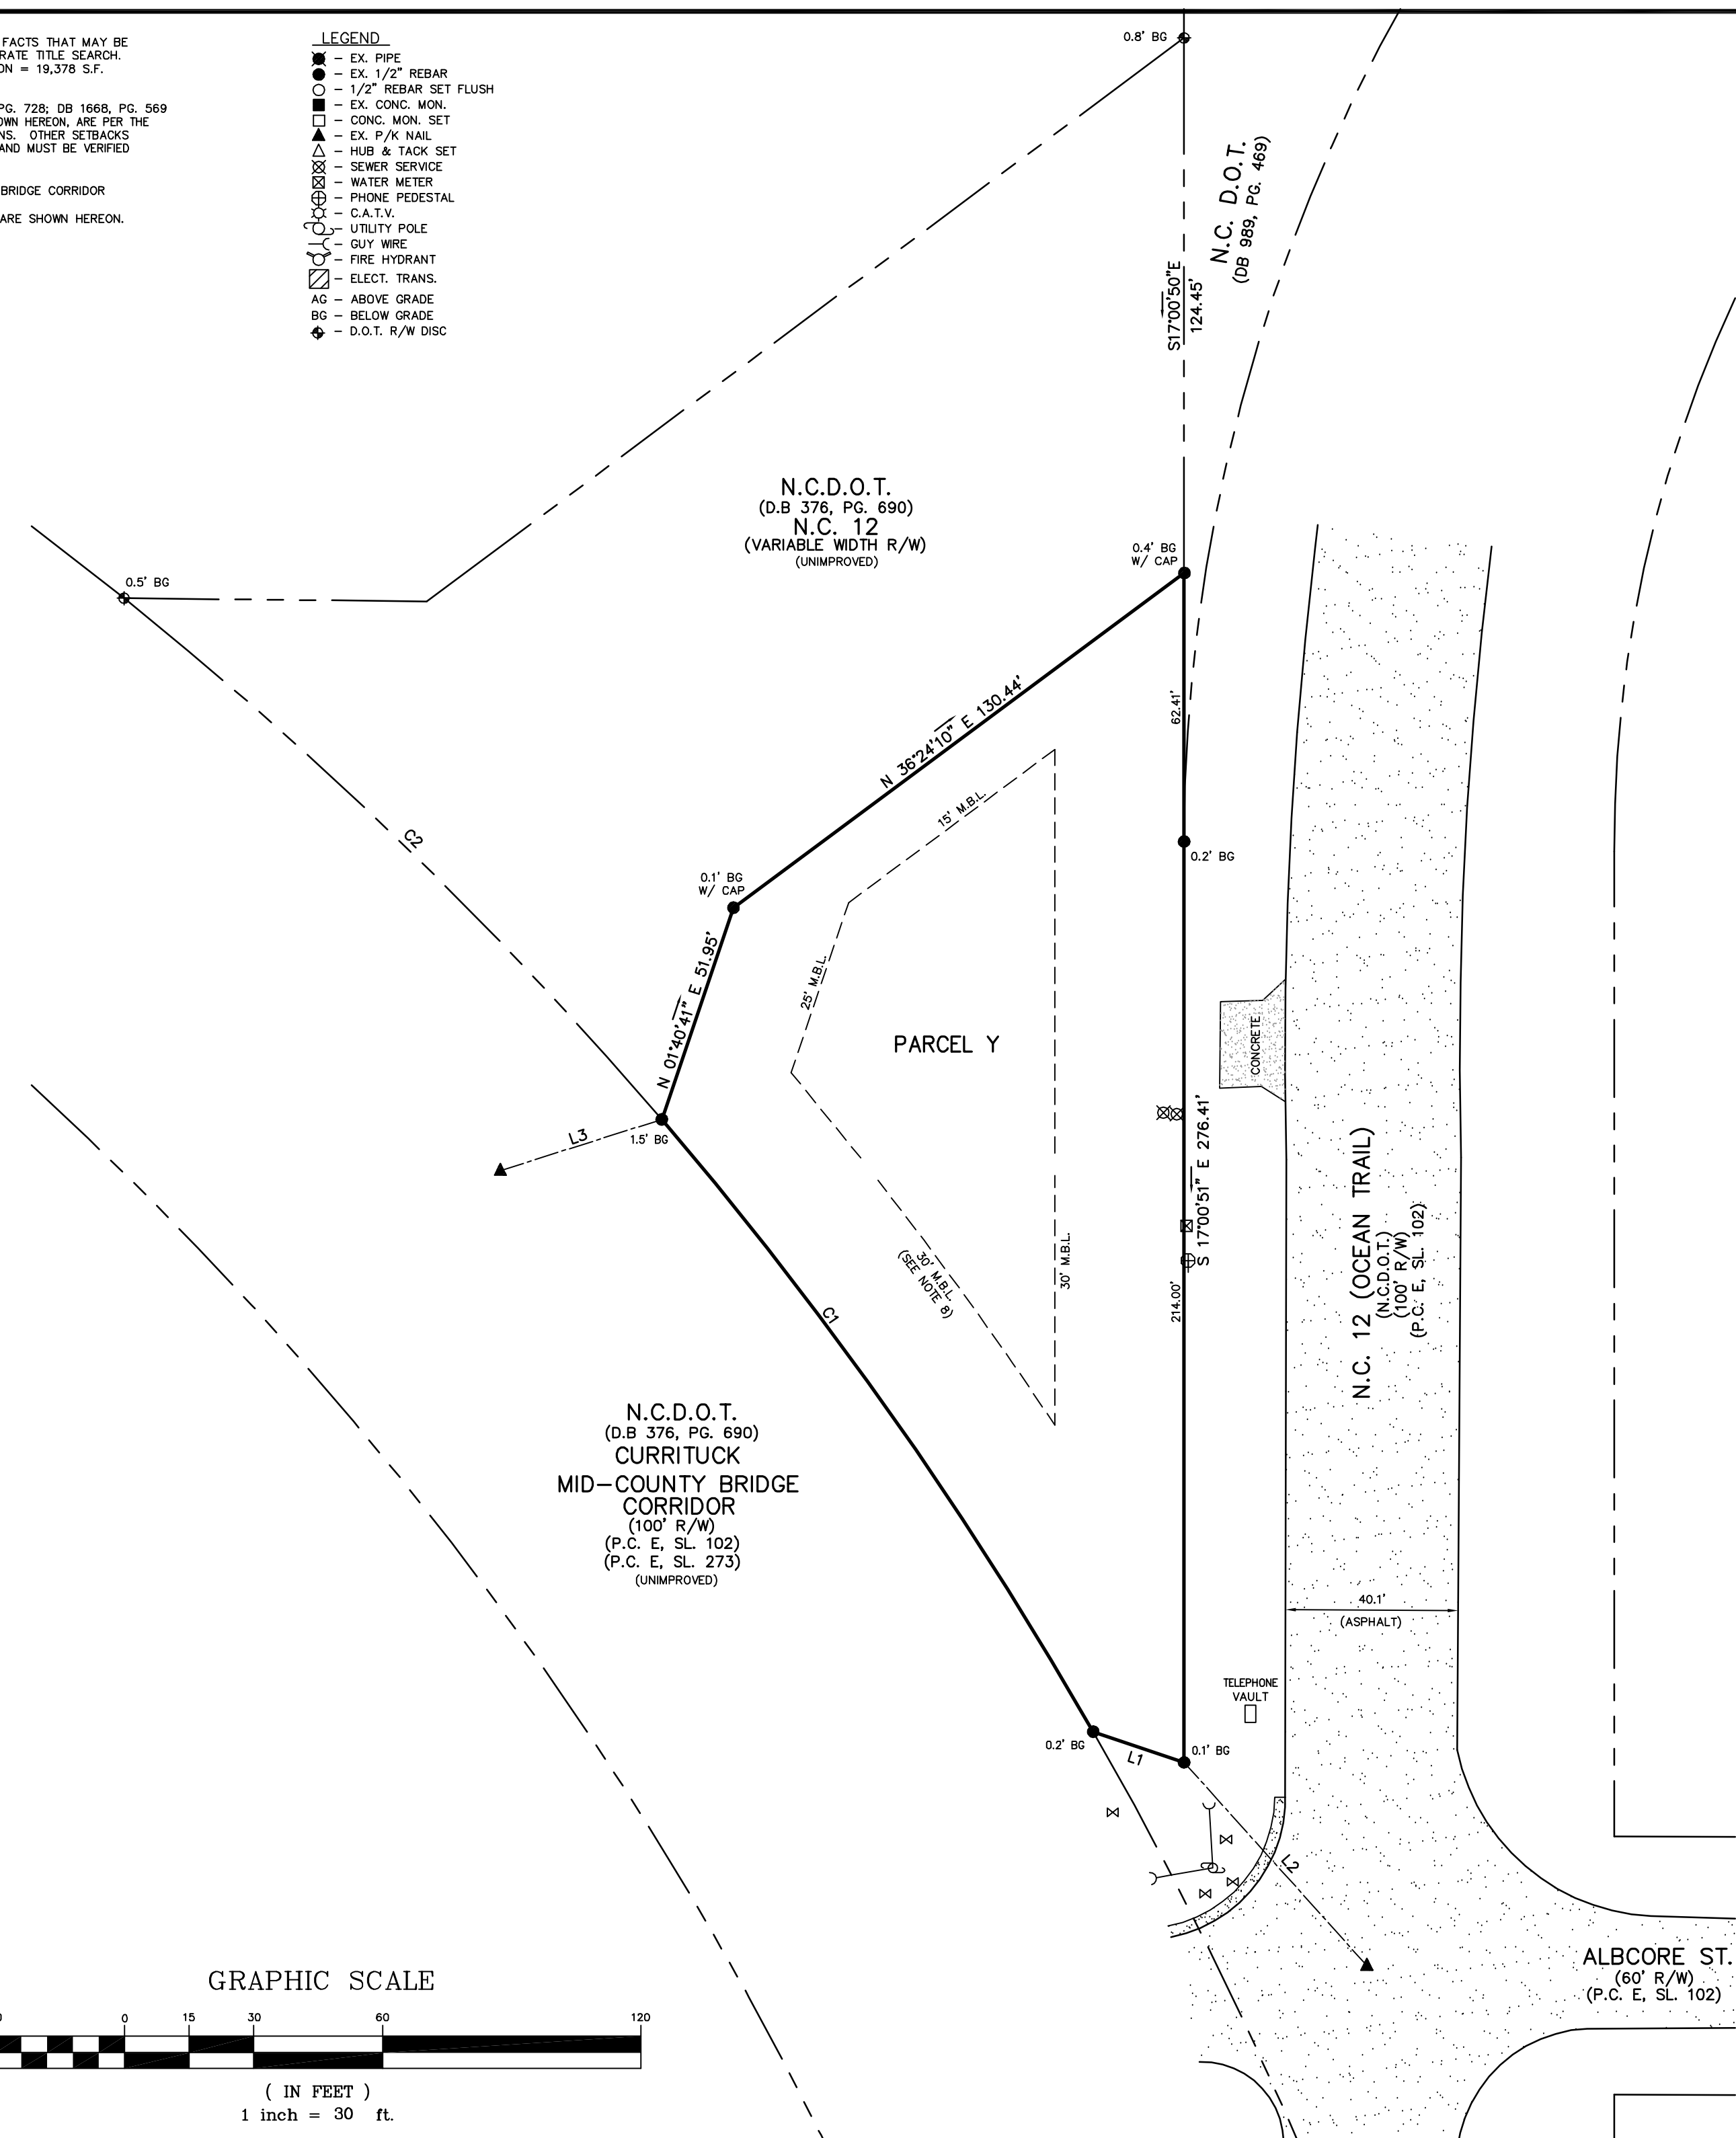 FACTS THAT MAY BE
RATE TITLE SEARCH.
ON = 19,378 S.F.
PG. 728; DB 1668, PG. 569
OWN HEREON, ARE PER THE
NS. OTHER SETBACKS
AND MUST BE VERIFIED
BRIDGE CORRIDOR
ARE SHOWN HEREON.
LEGEND
- EX. PIPE
- EX. 1/2" REBAR
- 1/2" REBAR SET FLUSH
- EX. CONC. MON.
- CONC. MON. SET
- EX. P/K NAIL
- HUB & TACK SET
- SEWER SERVICE
- WATER METER
- PHONE PEDESTAL
- C.A.T.V.
- UTILITY POLE
- GUY WIRE
- FIRE HYDRANT
- ELECT. TRANS.
AG - ABOVE GRADE
BG - BELOW GRADE
- D.O.T. R/W DISC
0.8' BG
N.C. D.O.T.
(DB 989, PG. 469)
S17°00'50"E
124.45'
N.C.D.O.T.
(D.B 376, PG. 690)
N.C. 12
(VARIABLE WIDTH R/W)
(UNIMPROVED)
0.4' BG
W/ CAP
0.5' BG
N 36°24'10" E 130.44'
62.41'
15' M.B.L.
C2
0.2' BG
0.1' BG
W/ CAP
N 01°40'41" E 51.95'
25' M.B.L.
PARCEL Y
CONCRETE
L3
1.5' BG
S 17°00'51" E 276.41'
30' M.B.L.
(SEE NOTE 8)
30' M.B.L.
214.00'
C1
N.C. 12 (OCEAN TRAIL)
(N.C.D.O.T.)
(100' R/W)
(P.C. E, SL. 102)
N.C.D.O.T.
(D.B 376, PG. 690)
CURRITUCK
MID-COUNTY BRIDGE
CORRIDOR
(100' R/W)
(P.C. E, SL. 102)
(P.C. E, SL. 273)
(UNIMPROVED)
40.1'
(ASPHALT)
TELEPHONE
VAULT
0.2' BG
L1
0.1' BG
L2
ALBCORE ST.
(60' R/W)
(P.C. E, SL. 102)
GRAPHIC SCALE
0 15 30 60 120
( IN FEET )
1 inch = 30 ft.